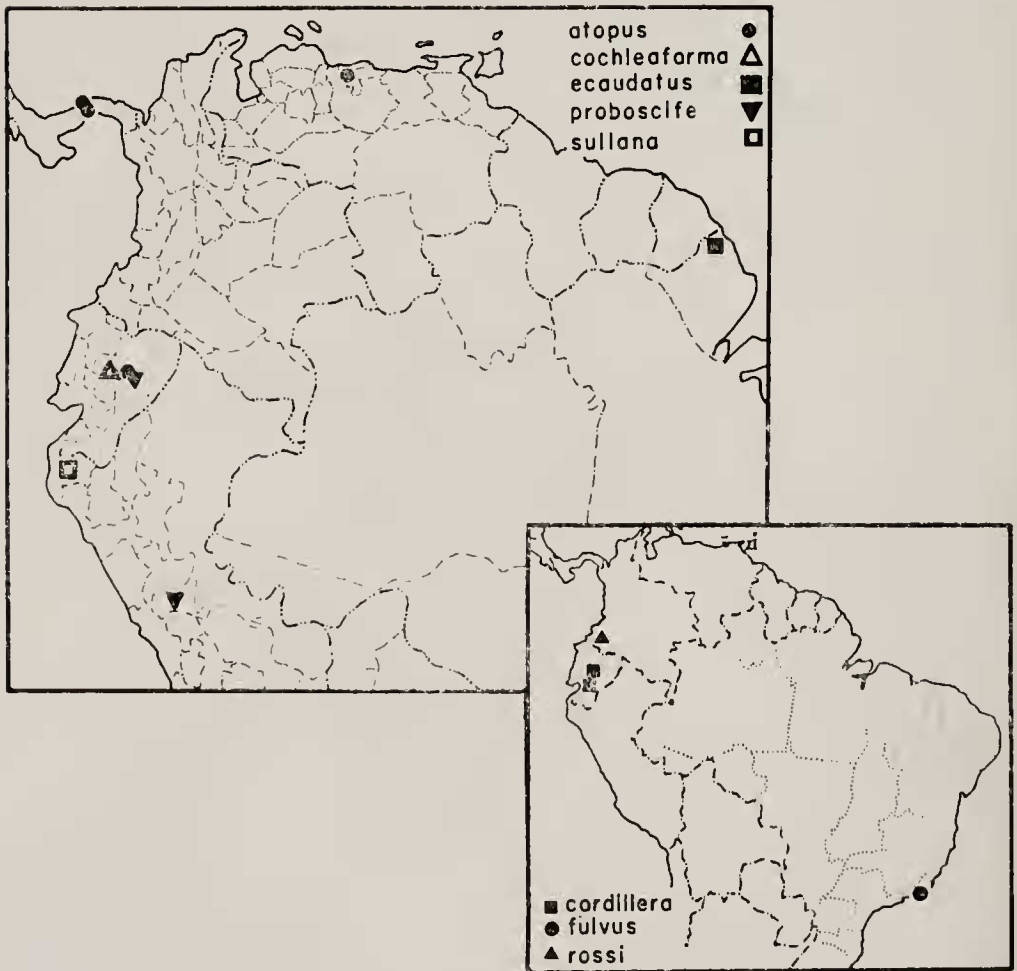 atopus
cochleaforma
ecaudatus
proboscife
sullana
cordillera
fulvus
rossi